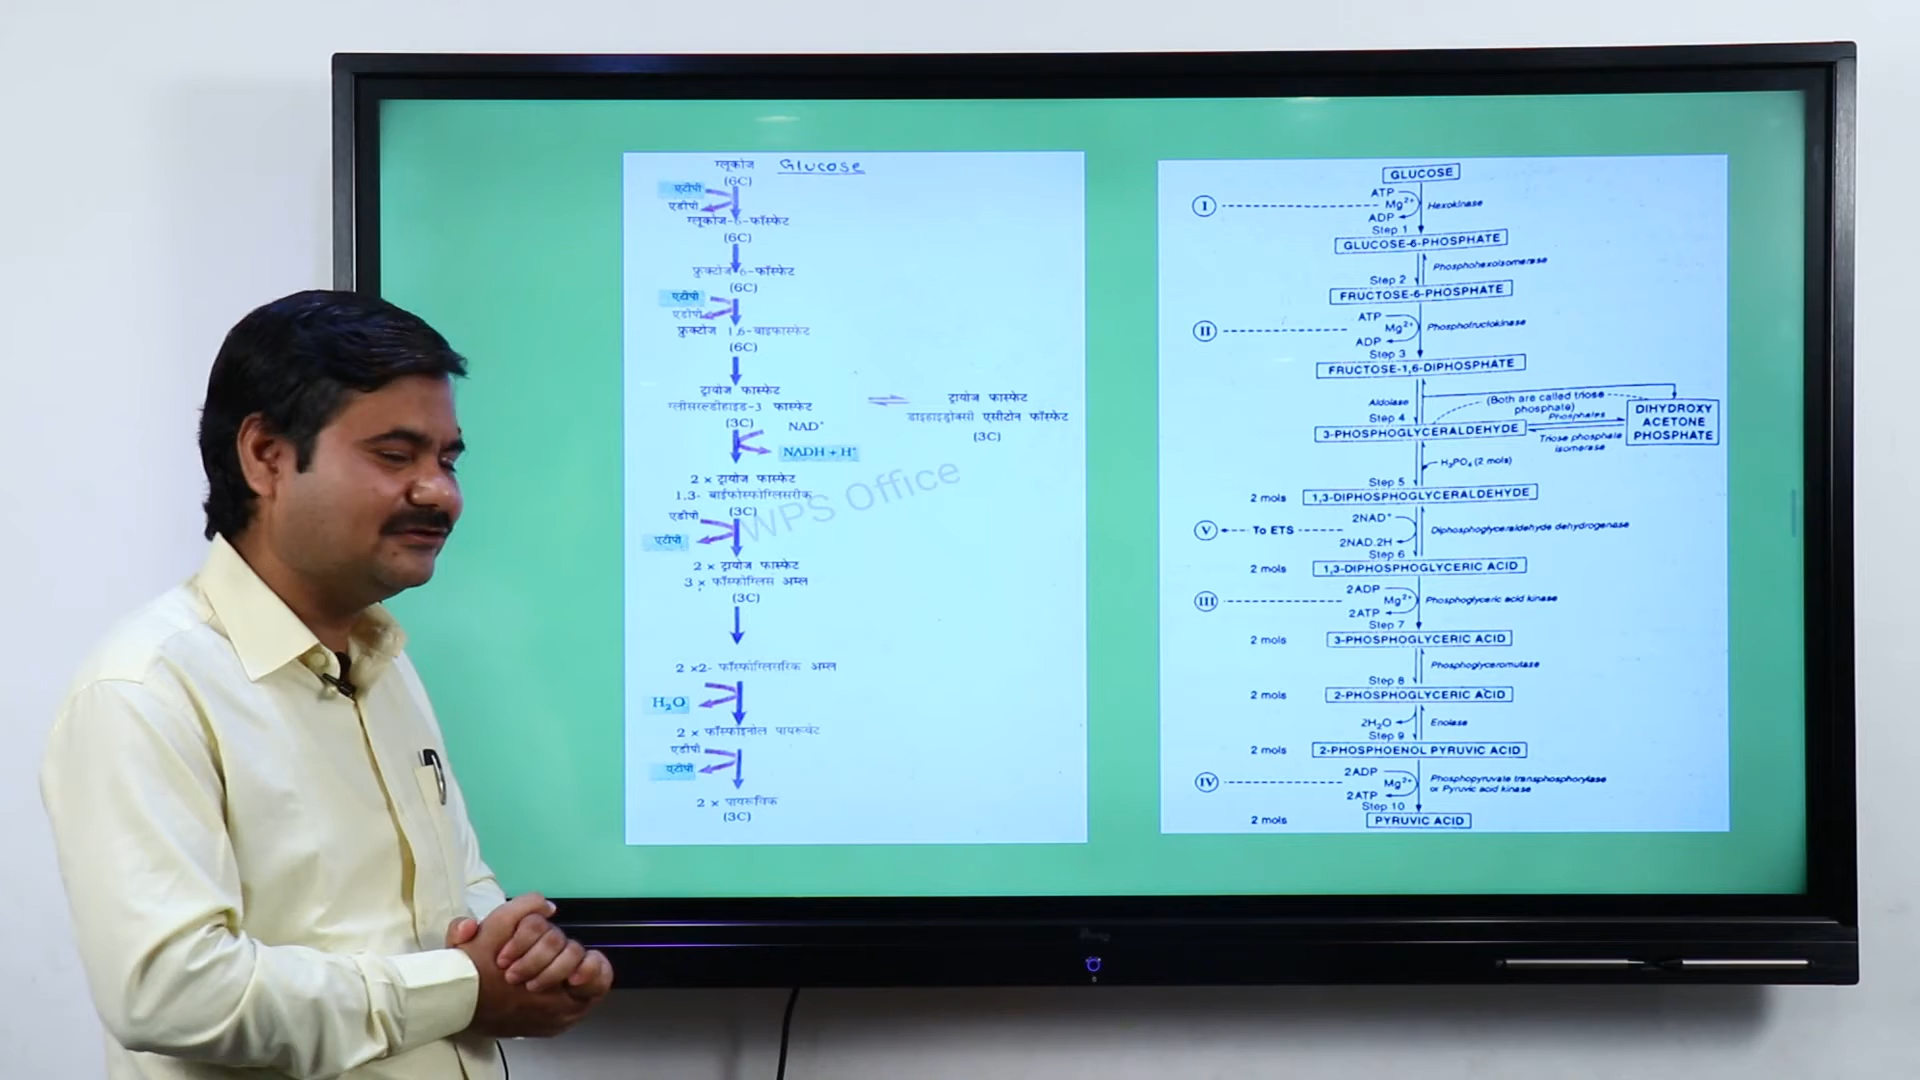 ग्लूकोज Glucose
(6C)
एटीपी
एडीपी
ग्लूकोज-6-फॉस्फेट
(6C)
फ्रुक्टोज 6-फॉस्फेट
(6C)
एटीपी
एडीपी
फ्रुक्टोज 1,6-बाइफास्फेट
(6C)
ट्रायोज फास्फेट
ग्लीसरल्डीहाइड-3 फास्फेट
(3C)
ट्रायोज फास्फेट
डाइहाइड्रोक्सी एसीटोन फॉस्फेट
(3C)
NAD⁺
NADH + H⁺
2 × ट्रायोज फास्फेट
1,3- बाईफोस्फोग्लिसरीक
(3C)
WPS Office
एडीपी
एटीपी
2 × ट्रायोज फास्फेट
3 × फॉस्फोग्लिस अम्ल
(3C)
2 ×2- फॉस्फोग्लिसरिक अम्ल
H₂O
2 × फॉस्फोइनोल पायरूवेट
एडीपी
एटीपी
2 × पायरूविक
(3C)
GLUCOSE
ATP
I Mg²⁺ Hexokinase
ADP
Step 1
GLUCOSE-6-PHOSPHATE
Phosphohexoisomerase
Step 2
FRUCTOSE-6-PHOSPHATE
ATP
II Mg²⁺ Phosphofructokinase
ADP
Step 3
FRUCTOSE-1,6-DIPHOSPHATE
Aldolase
Step 4
(Both are called triose
phosphate)
Phosphates
Triose phosphate
isomerase
DIHYDROXY
ACETONE
PHOSPHATE
3-PHOSPHOGLYCERALDEHYDE
H₃PO₄ (2 mols)
Step 5
2 mols 1,3-DIPHOSPHOGLYCERALDEHYDE
2NAD⁺
V To ETS Diphosphoglyceraldehyde dehydrogenase
2NAD.2H
Step 6
2 mols 1,3-DIPHOSPHOGLYCERIC ACID
2ADP
III Mg²⁺ Phosphoglyceric acid kinase
2ATP
Step 7
2 mols 3-PHOSPHOGLYCERIC ACID
Phosphoglyceromutase
Step 8
2 mols 2-PHOSPHOGLYCERIC ACID
2H₂O Enolase
Step 9
2 mols 2-PHOSPHOENOL PYRUVIC ACID
2ADP
IV Mg²⁺ Phosphopyruvate transphosphorylase
or Pyruvic acid kinase
2ATP
Step 10
2 mols PYRUVIC ACID